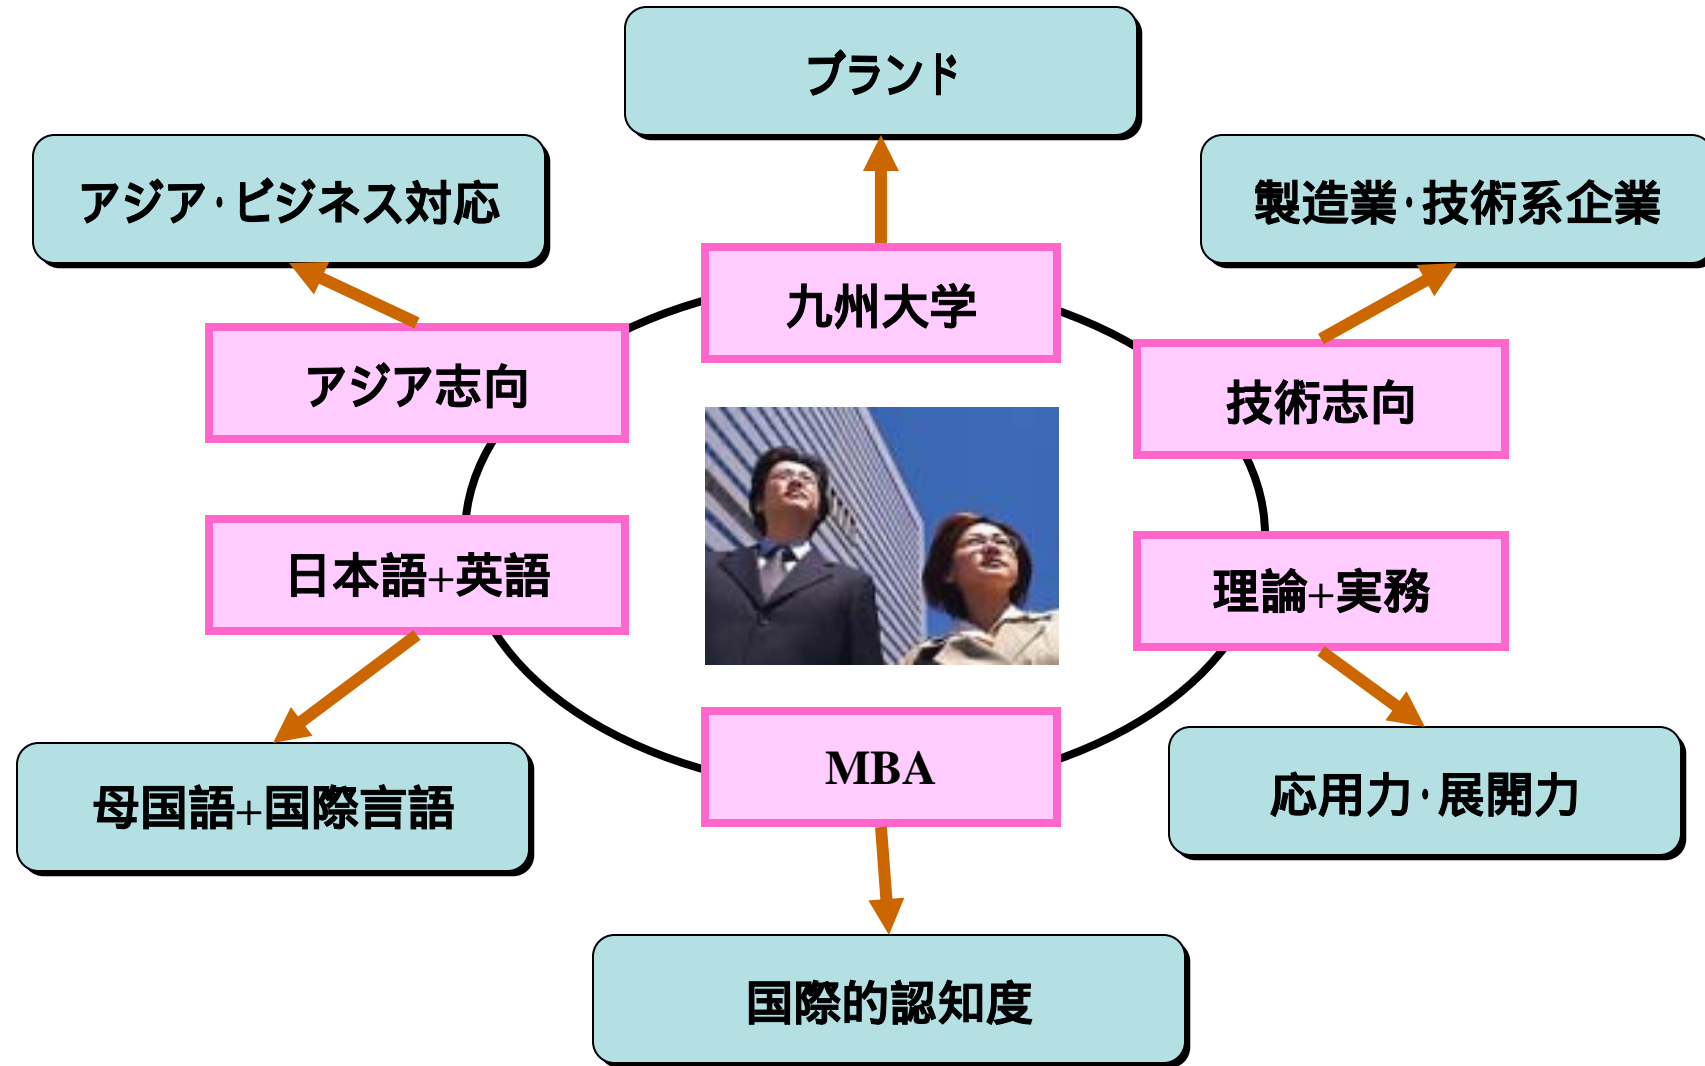 ブランド
アジア・ビジネス対応
製造業・技術系企業
九州大学
アジア志向
技術志向
日本語+英語
理論+実務
MBA
母国語+国際言語
応用力・展開力
国際的認知度